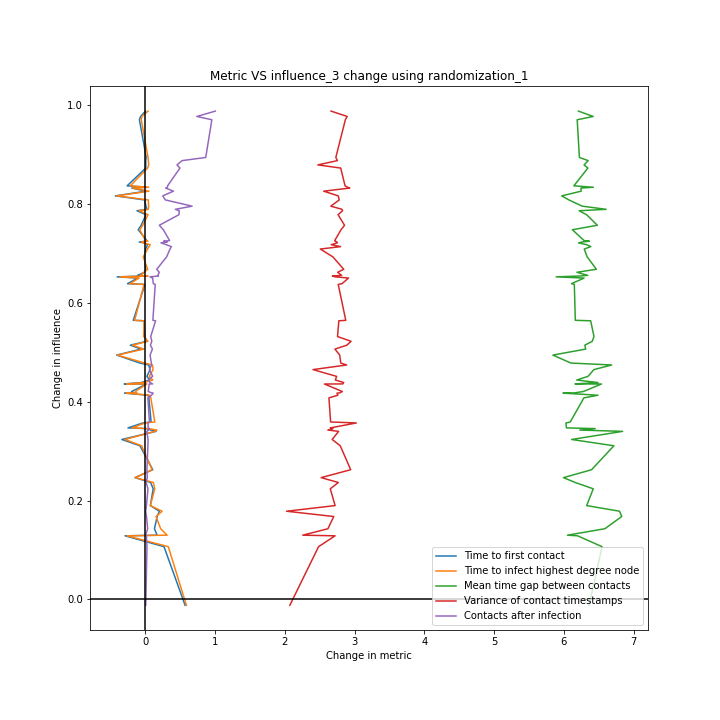 Metric VS influence_3 change using randomization_1
1.0
0.8
0.6
0.4
0.2
0.0
Change in influence
Time to first contact
Time to infect highest degree node
Mean time gap between contacts
Variance of contact timestamps
Contacts after infection
0 1 2 3 4 5 6 7
Change in metric